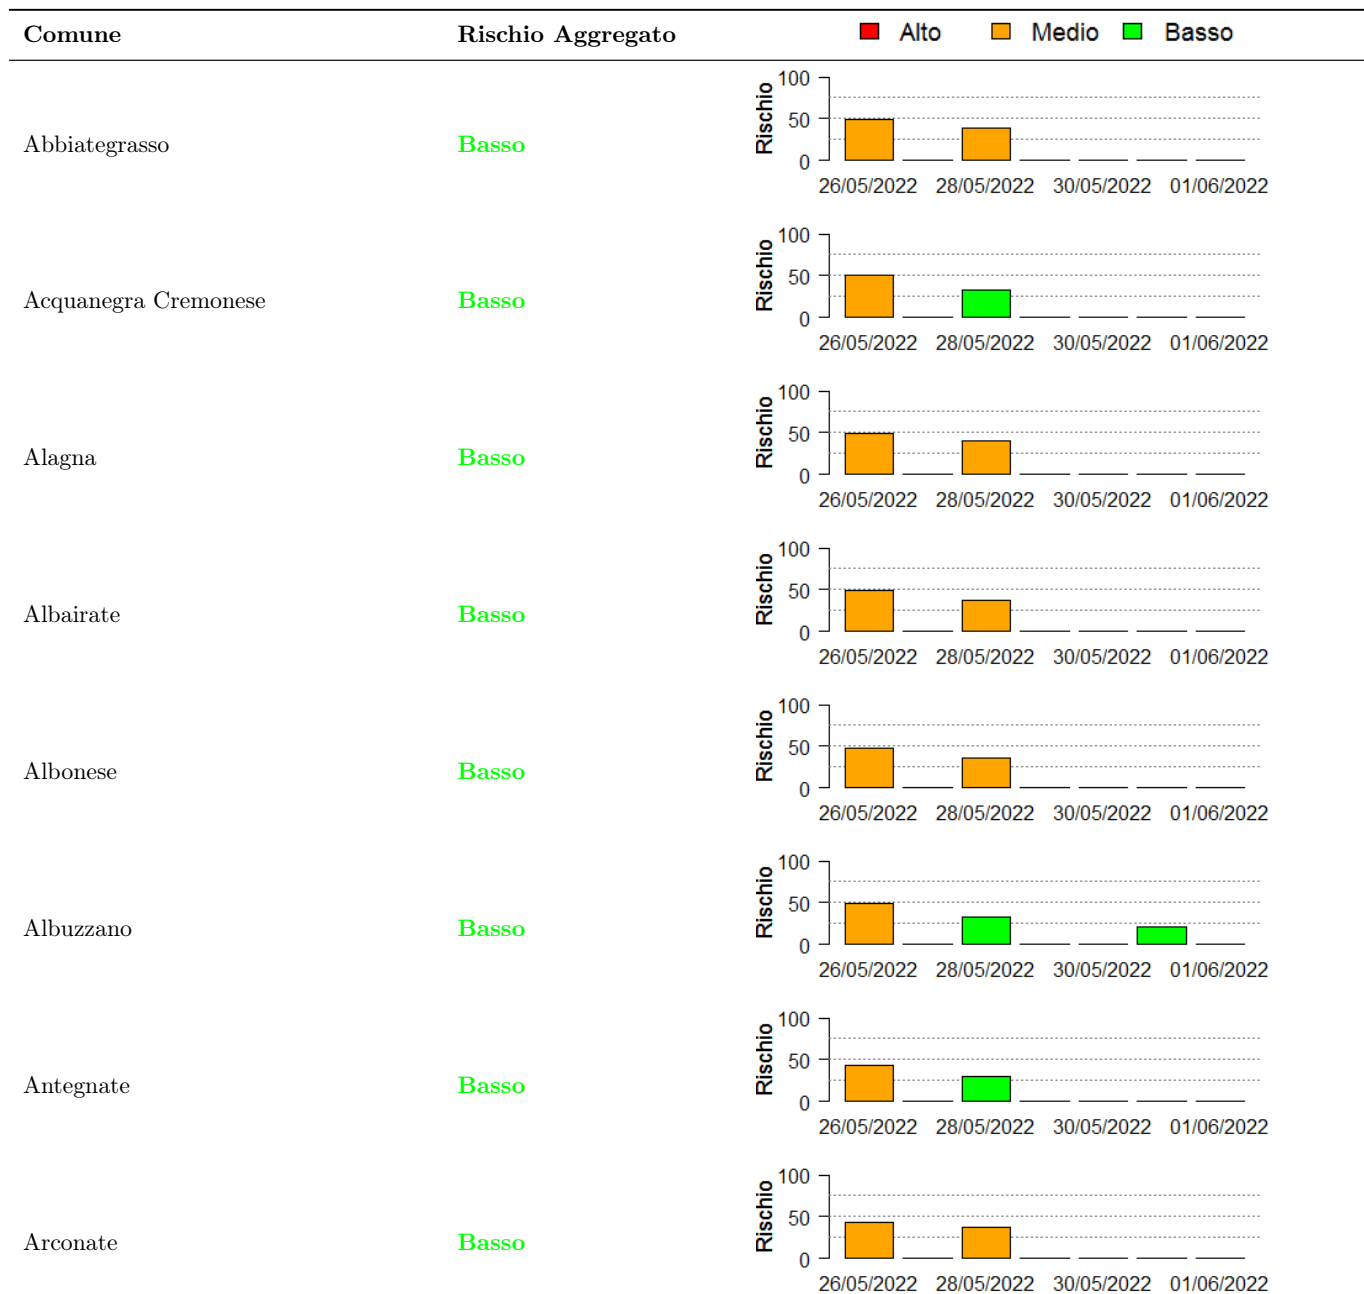 Comune Rischio Aggregato Alto Medio Basso
Abbiategrasso Basso
Rischio
100
50
0
26/05/2022 28/05/2022 30/05/2022 01/06/2022
Acquanegra Cremonese Basso
Rischio
100
50
0
26/05/2022 28/05/2022 30/05/2022 01/06/2022
Alagna Basso
Rischio
100
50
0
26/05/2022 28/05/2022 30/05/2022 01/06/2022
Albairate Basso
Rischio
100
50
0
26/05/2022 28/05/2022 30/05/2022 01/06/2022
Albonese Basso
Rischio
100
50
0
26/05/2022 28/05/2022 30/05/2022 01/06/2022
Albuzzano Basso
Rischio
100
50
0
26/05/2022 28/05/2022 30/05/2022 01/06/2022
Antegnate Basso
Rischio
100
50
0
26/05/2022 28/05/2022 30/05/2022 01/06/2022
Arconate Basso
Rischio
100
50
0
26/05/2022 28/05/2022 30/05/2022 01/06/2022